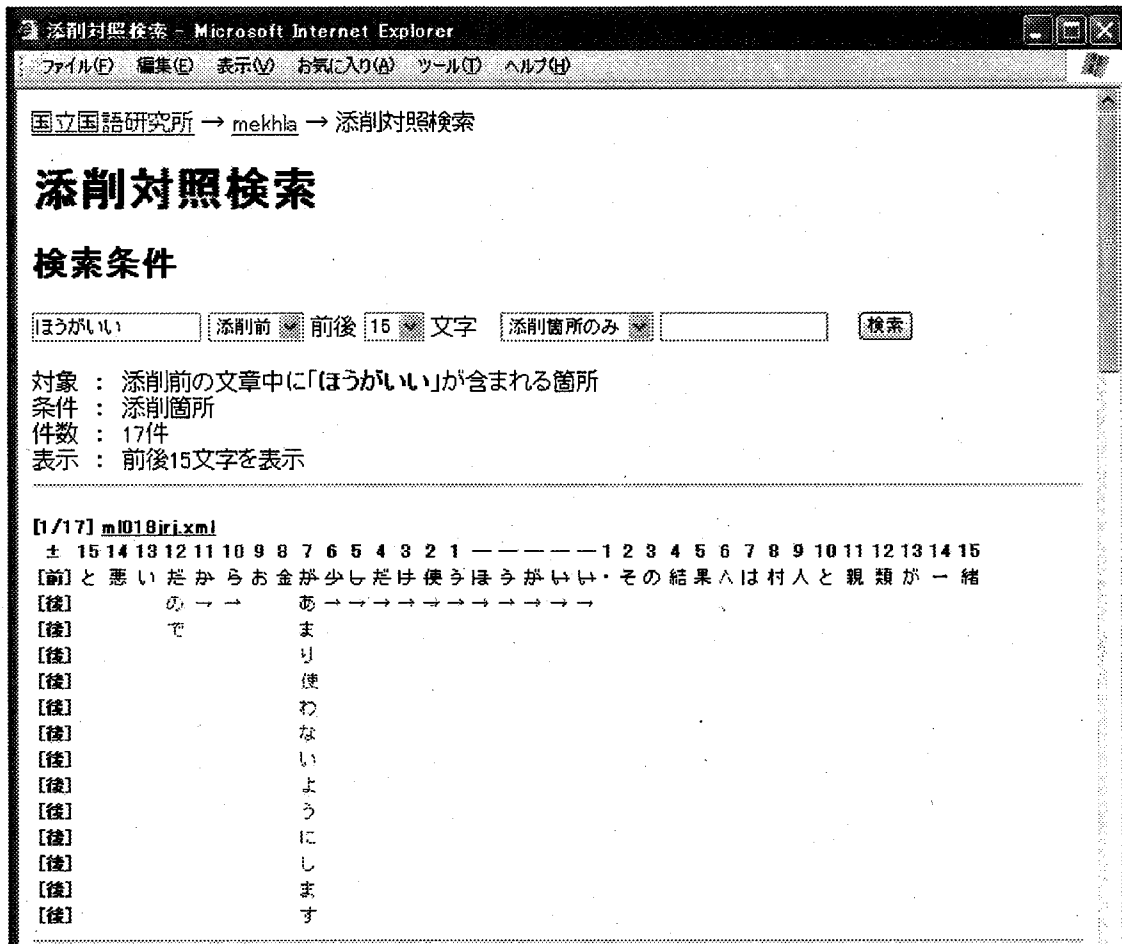 添削対照検索 - Microsoft Internet Explorer
ファイル(F) 編集(E) 表示(V) お気に入り(A) ツール(T) ヘルプ(H)
国立国語研究所 → mekhla → 添削対照検索
添削対照検索
検索条件
ほうがいい 添削前 前後 15 文字 添削箇所のみ 検索
対象 : 添削前の文章中に「ほうがいい」が含まれる箇所
条件 : 添削箇所
件数 : 17件
表示 : 前後15文字を表示
[1/17] ml018jrj.xml
± 15 14 13 12 11 10 9 8 7 6 5 4 3 2 1 — — — — — 1 2 3 4 5 6 7 8 9 10 11 12 13 14 15
[前] と 悪 い だ か ら お 金 が 少 し だ け 使 う ほ う が い い ・ そ の 結 果 へ は 村 人 と 親 類 が 一 緒
[後] の → → あ → → → → → → → → → → → 、
[後] で ま
[後] り
[後] 使
[後] わ
[後] な
[後] い
[後] よ
[後] う
[後] に
[後] し
[後] ま
[後] す